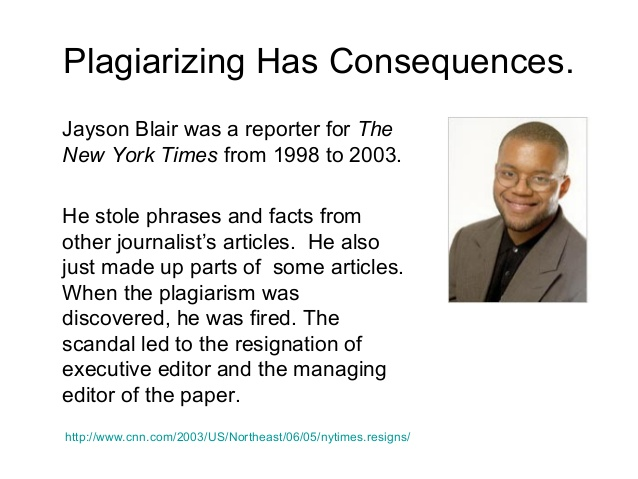 Plagiarizing Has Consequences.
Jayson Blair was a reporter for The
New York Times from 1998 to 2003.
He stole phrases and facts from
other journalist's articles.  He also
just made up parts of  some articles.
When the plagiarism was
discovered, he was fired. The
scandal led to the resignation of
executive editor and the managing
editor of the paper.
http://www.cnn.com/2003/US/Northeast/06/05/nytimes.resigns/